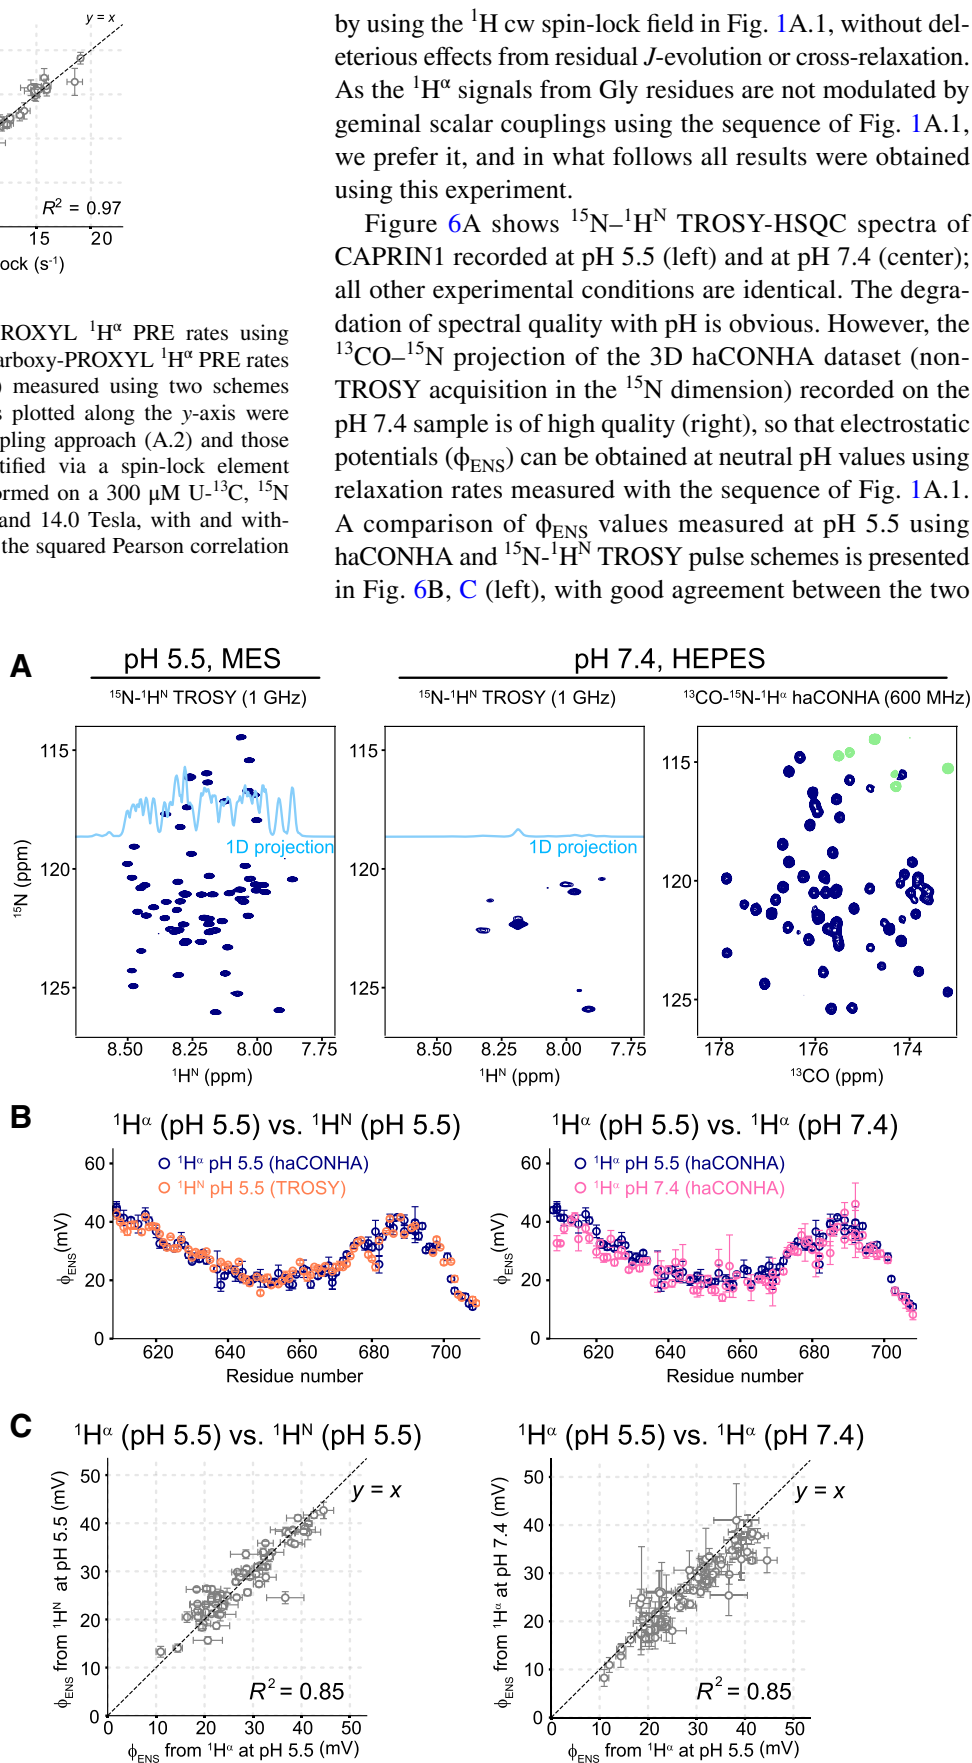 y = x
R² = 0.97
15 20
ock (s⁻¹)
ROXYL ¹Hᵅ PRE rates using
arboxy-PROXYL ¹Hᵅ PRE rates
) measured using two schemes
s plotted along the y-axis were
pling approach (A.2) and those
tified via a spin-lock element
ormed on a 300 μM U-¹³C, ¹⁵N
and 14.0 Tesla, with and with-
the squared Pearson correlation
by using the ¹H cw spin-lock field in Fig. 1A.1, without del-
eterious effects from residual J-evolution or cross-relaxation.
As the ¹Hᵅ signals from Gly residues are not modulated by
geminal scalar couplings using the sequence of Fig. 1A.1,
we prefer it, and in what follows all results were obtained
using this experiment.
Figure 6A shows ¹⁵N–¹Hᴺ TROSY-HSQC spectra of
CAPRIN1 recorded at pH 5.5 (left) and at pH 7.4 (center);
all other experimental conditions are identical. The degra-
dation of spectral quality with pH is obvious. However, the
¹³CO–¹⁵N projection of the 3D haCONHA dataset (non-
TROSY acquisition in the ¹⁵N dimension) recorded on the
pH 7.4 sample is of high quality (right), so that electrostatic
potentials (ϕENS) can be obtained at neutral pH values using
relaxation rates measured with the sequence of Fig. 1A.1.
A comparison of ϕENS values measured at pH 5.5 using
haCONHA and ¹⁵N-¹Hᴺ TROSY pulse schemes is presented
in Fig. 6B, C (left), with good agreement between the two
A
pH 5.5, MES
pH 7.4, HEPES
¹⁵N-¹Hᴺ TROSY (1 GHz)
¹⁵N-¹Hᴺ TROSY (1 GHz)
¹³CO-¹⁵N-¹Hᵅ haCONHA (600 MHz)
¹⁵N (ppm)
115
120
125
1D projection
8.50 8.25 8.00 7.75
¹Hᴺ (ppm)
115
120
125
1D projection
8.50 8.25 8.00 7.75
¹Hᴺ (ppm)
115
120
125
178 176 174
¹³CO (ppm)
B
¹Hᵅ (pH 5.5) vs. ¹Hᴺ (pH 5.5)
¹Hᵅ pH 5.5 (haCONHA)
¹Hᴺ pH 5.5 (TROSY)
ϕENS(mV)
60
40
20
0
620 640 660 680 700
Residue number
¹Hᵅ (pH 5.5) vs. ¹Hᵅ (pH 7.4)
¹Hᵅ pH 5.5 (haCONHA)
¹Hᵅ pH 7.4 (haCONHA)
ϕENS(mV)
60
40
20
0
620 640 660 680 700
Residue number
C
¹Hᵅ (pH 5.5) vs. ¹Hᴺ (pH 5.5)
ϕENS from ¹Hᴺ at pH 5.5 (mV)
50
40
30
20
10
0
y = x
R² = 0.85
0 10 20 30 40 50
ϕENS from ¹Hᵅ at pH 5.5 (mV)
¹Hᵅ (pH 5.5) vs. ¹Hᵅ (pH 7.4)
ϕENS from ¹Hᵅ at pH 7.4 (mV)
50
40
30
20
10
0
y = x
R² = 0.85
0 10 20 30 40 50
ϕENS from ¹Hᵅ at pH 5.5 (mV)